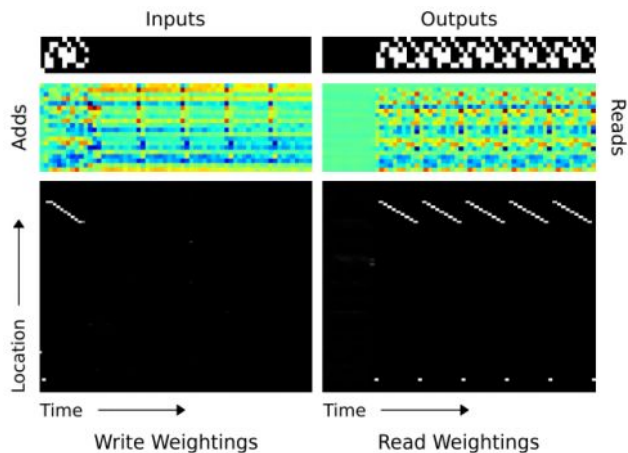 Inputs
Outputs
Adds
Reads
Location
Time
Time
Write Weightings
Read Weightings